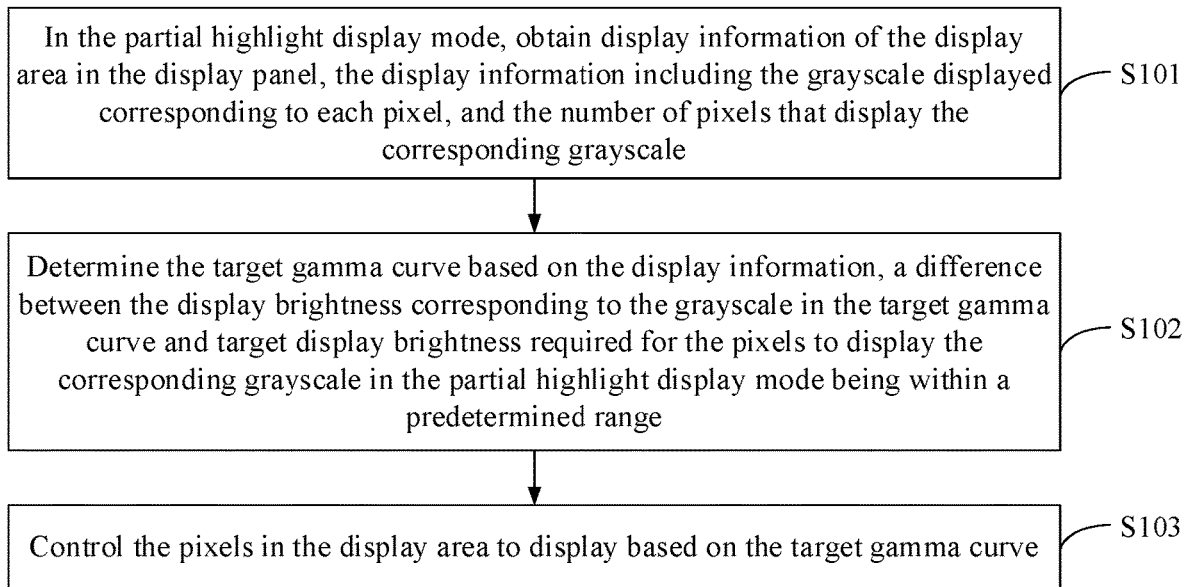 In the partial highlight display mode, obtain display information of the display
area in the display panel, the display information including the grayscale displayed
corresponding to each pixel, and the number of pixels that display the
corresponding grayscale
S101
Determine the target gamma curve based on the display information, a difference
between the display brightness corresponding to the grayscale in the target gamma
curve and target display brightness required for the pixels to display the
corresponding grayscale in the partial highlight display mode being within a
predetermined range
S102
Control the pixels in the display area to display based on the target gamma curve
S103